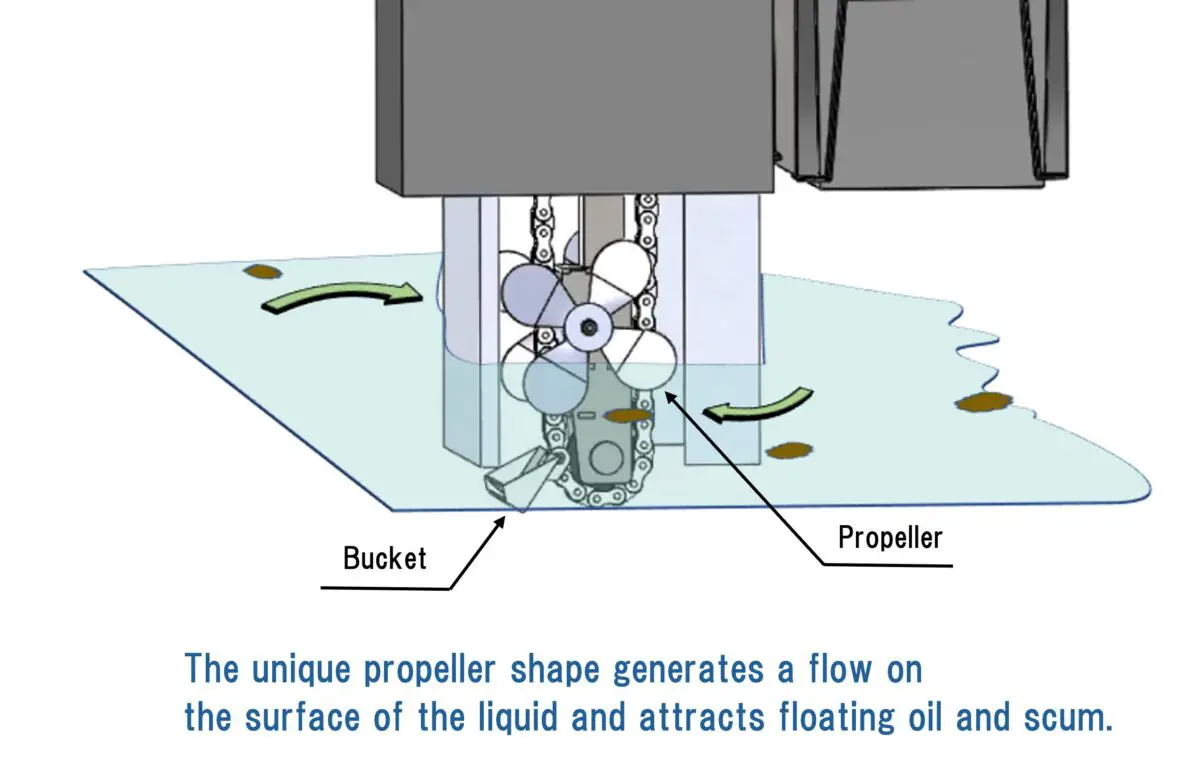 Propeller
Bucket
The unique propeller shape generates a flow on
the surface of the liquid and attracts floating oil and scum.